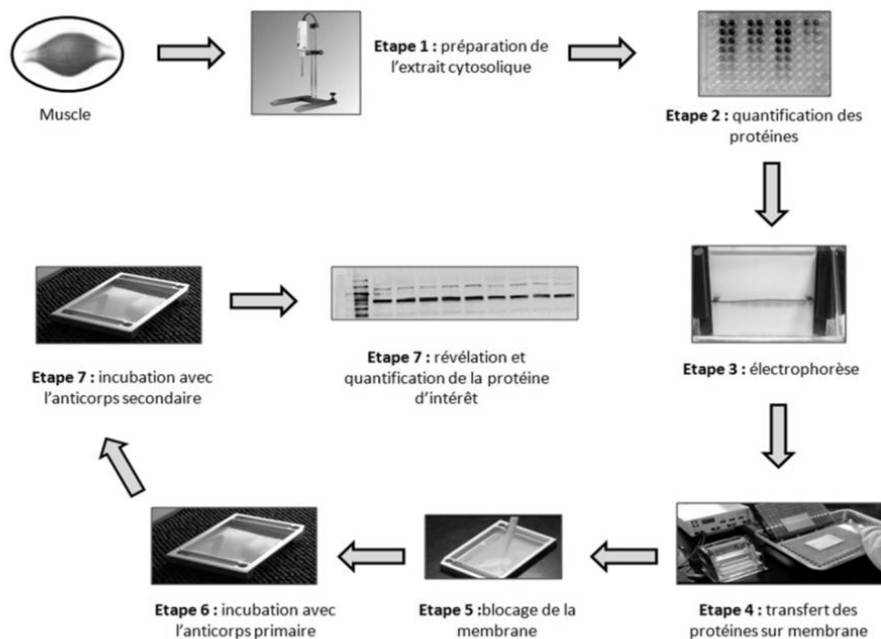 Muscle
Etape 1 : préparation de
l'extrait cytosolique
Etape 2 : quantification des
protéines
Etape 3 : électrophorèse
Etape 4 : transfert des
protéines sur membrane
Etape 5 :blocage de la
membrane
Etape 6 : incubation avec
l'anticorps primaire
Etape 7 : incubation avec
l'anticorps secondaire
Etape 7 : révélation et
quantification de la protéine
d'intérêt